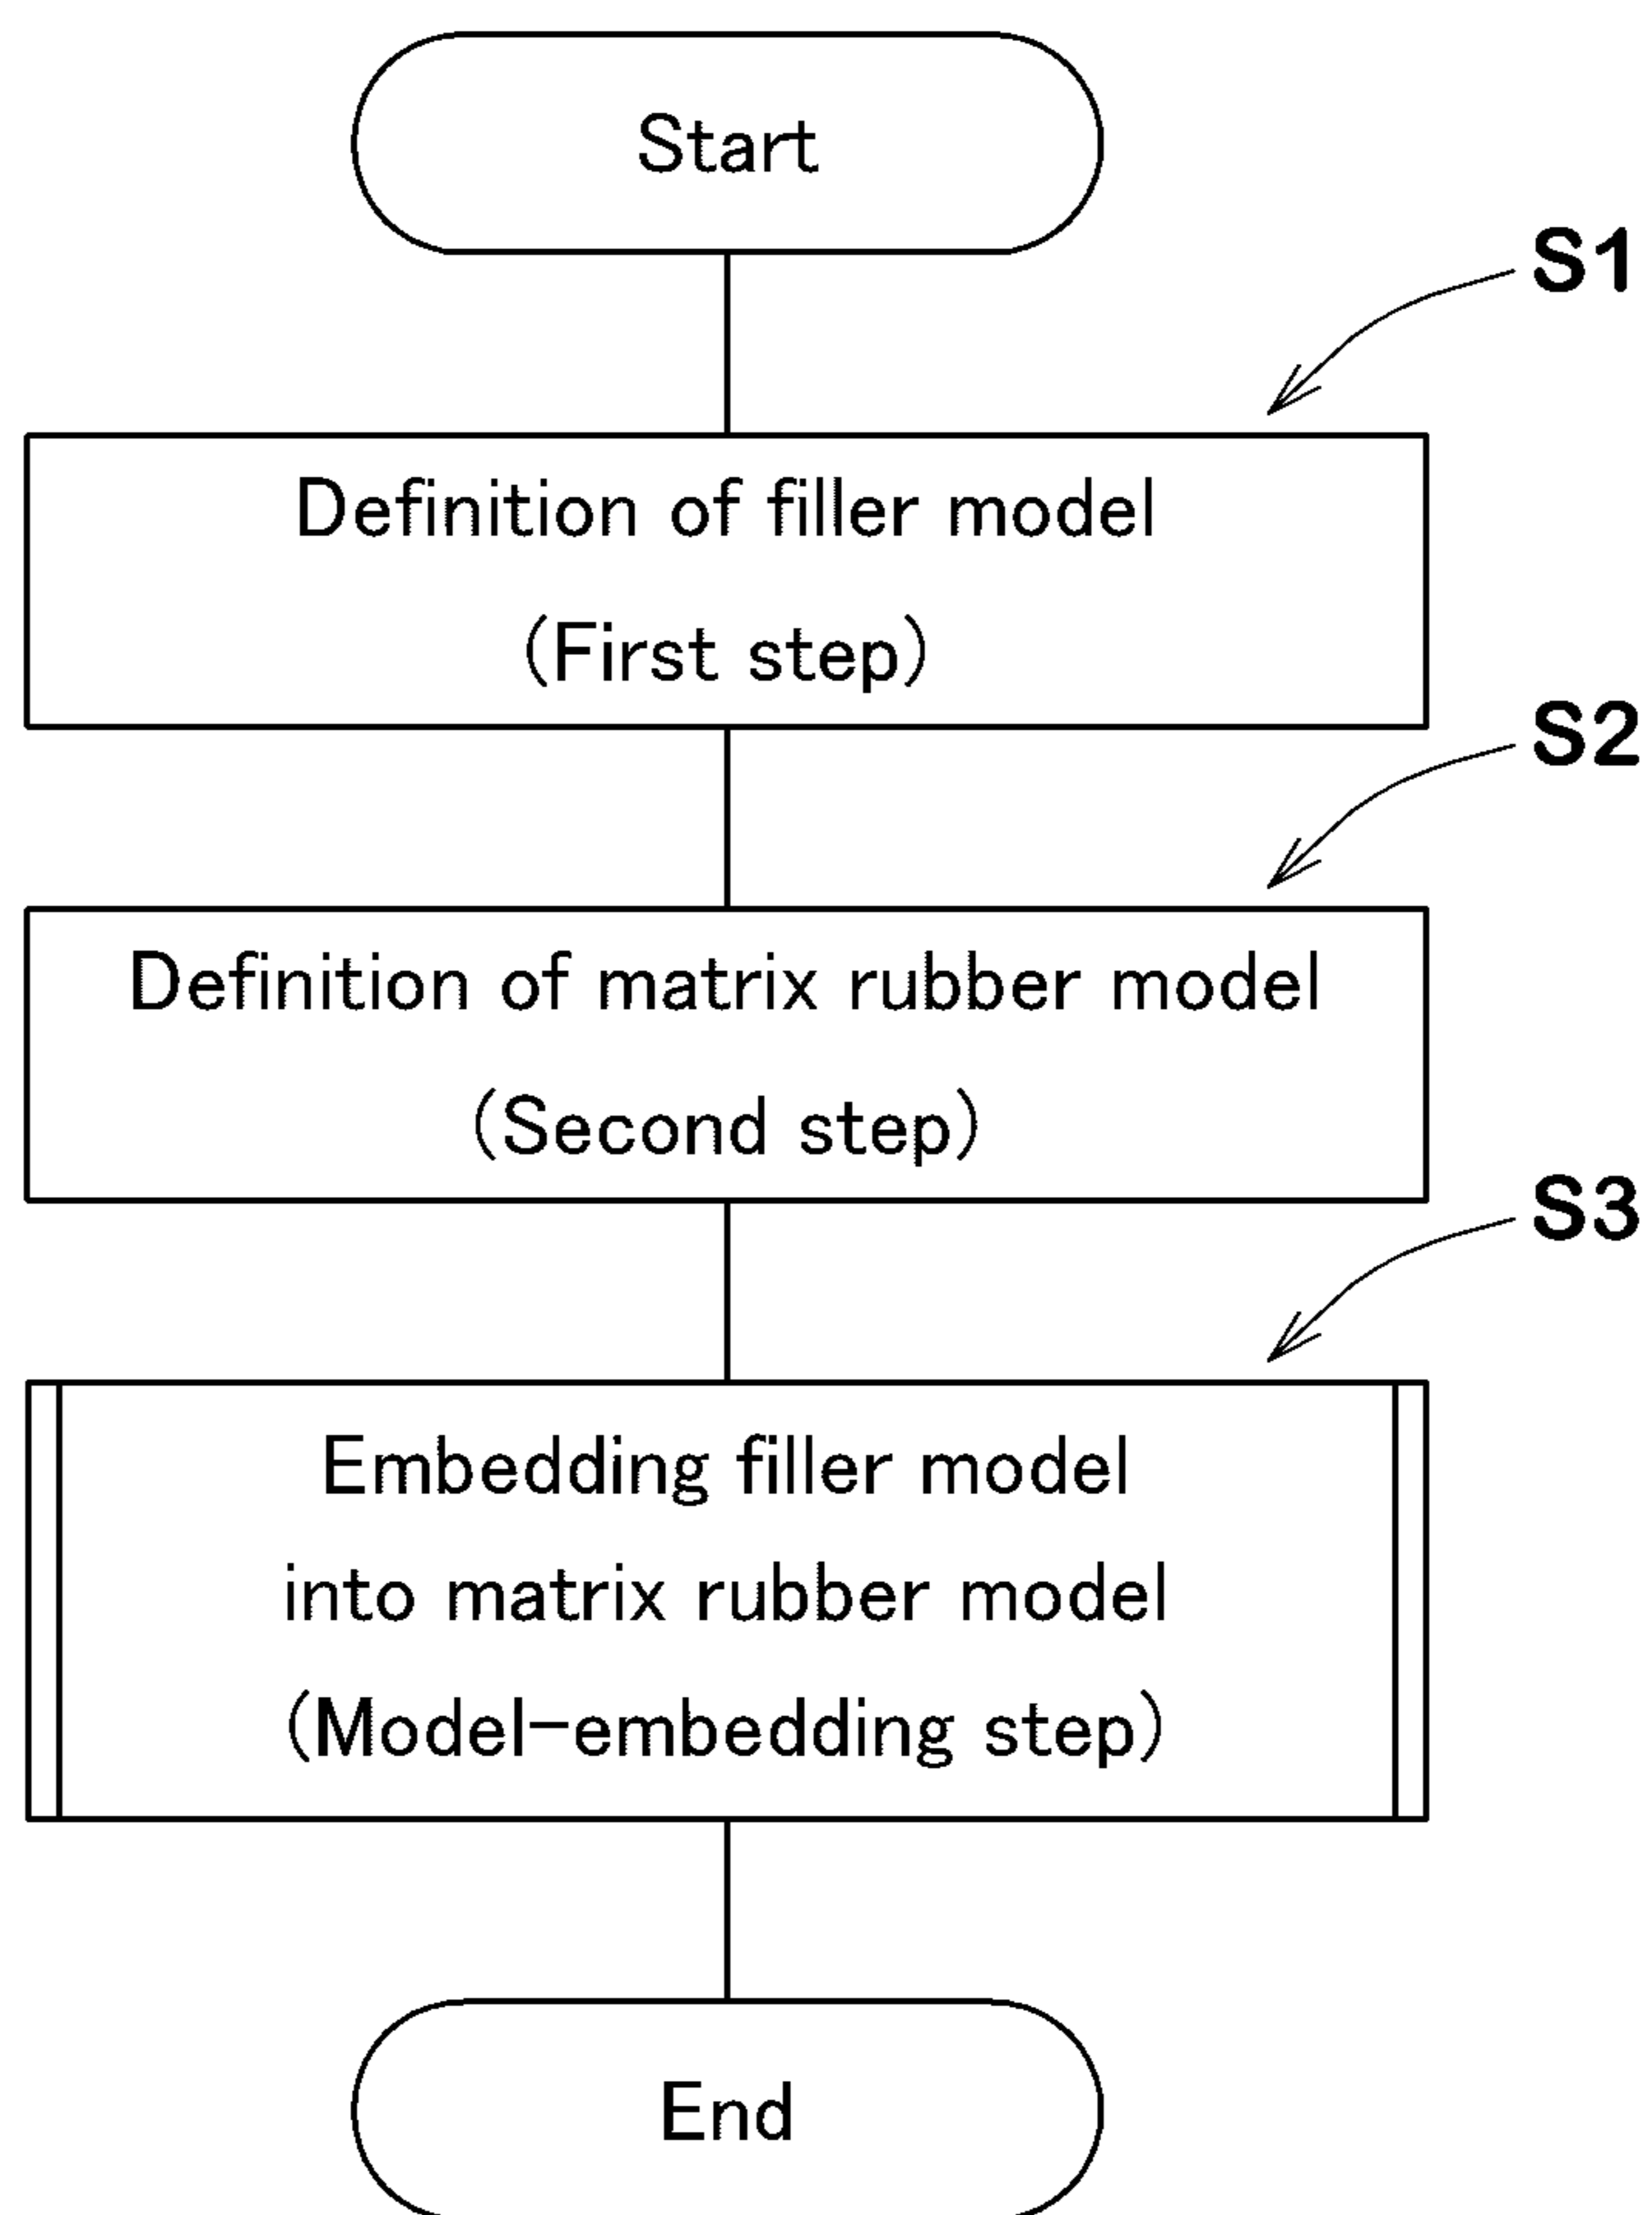 Start
S1
Definition of filler model
(First step)
S2
Definition of matrix rubber model
(Second step)
S3
Embedding filler model
into matrix rubber model
(Model-embedding step)
End